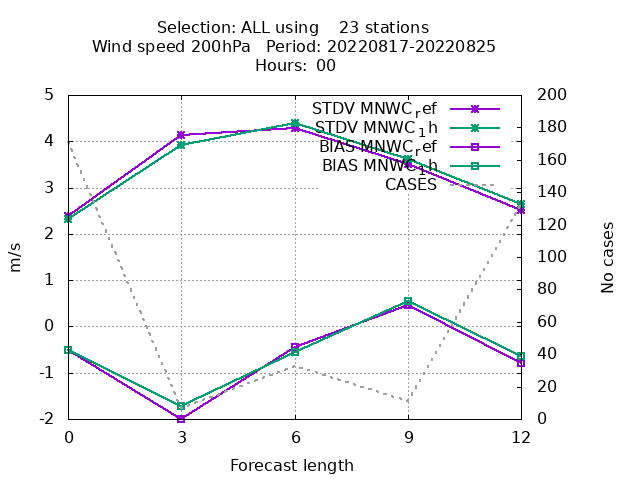 Selection: ALL using    23 stations
Wind speed 200hPa   Period: 20220817-20220825
Hours:  00
STDV MNWC_ref
STDV MNWC_1h
BIAS MNWC_ref
BIAS MNWC_1h
CASES
5
4
3
2
1
0
-1
-2
m/s
200
180
160
140
120
100
80
60
40
20
0
No cases
0
3
6
9
12
Forecast length